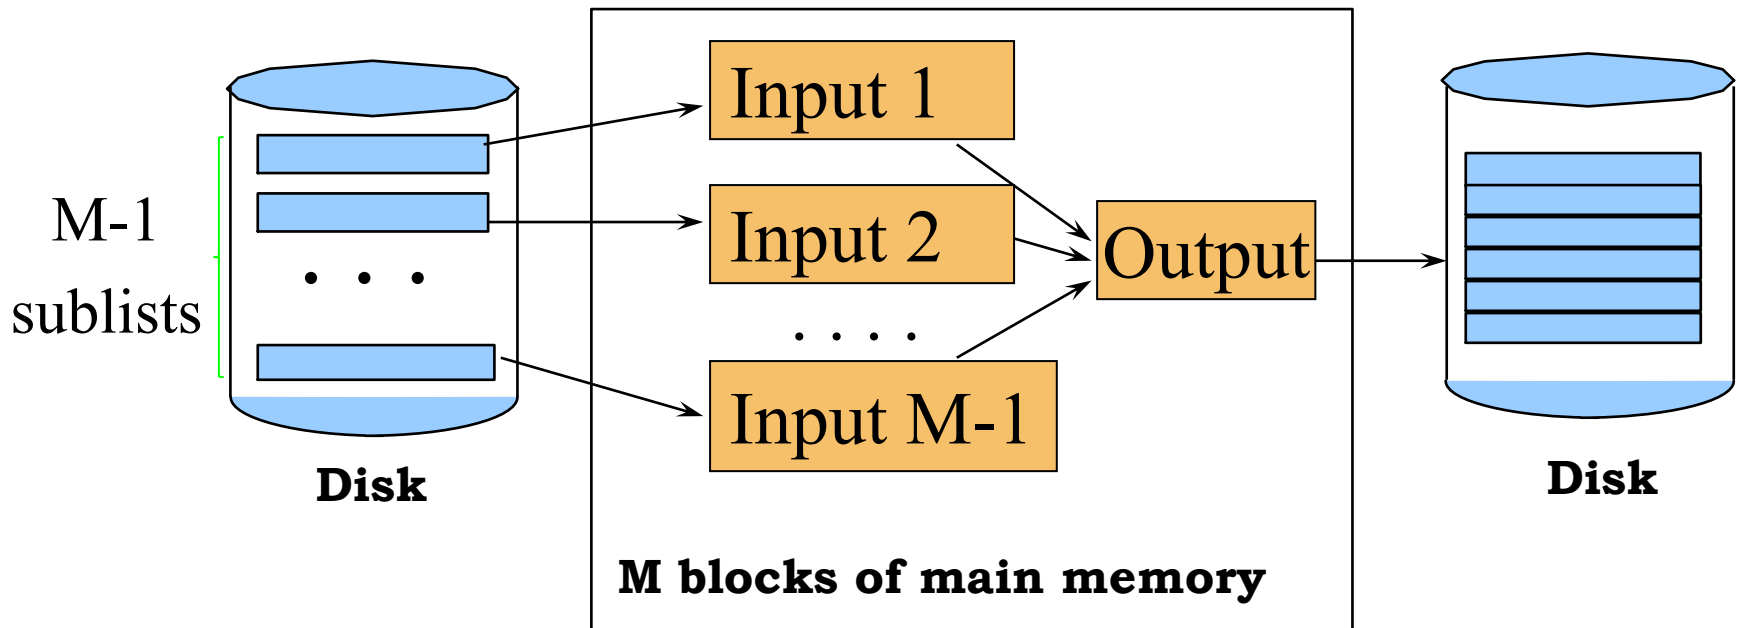 M-1
sublists
. . .
Disk
Input 1
Input 2
. . . .
Input M-1
Output
M blocks of main memory
Disk